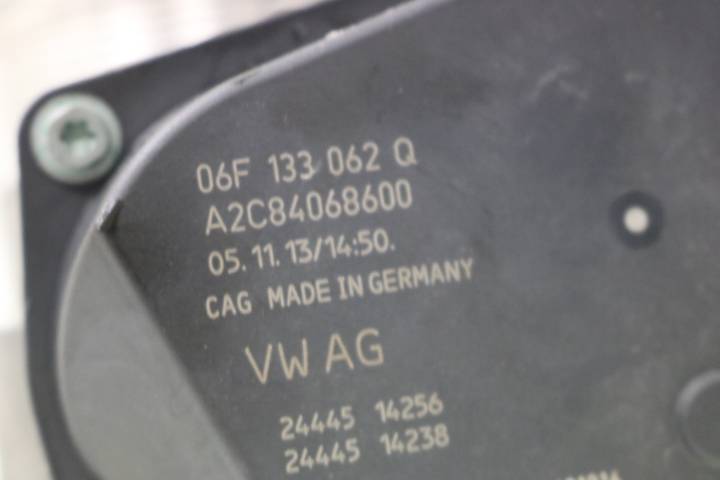 06F 133 062 Q
A2C84068600
05.11.13/14:50.
CAG MADE IN GERMANY
VW AG
24445 14256
24445 14238